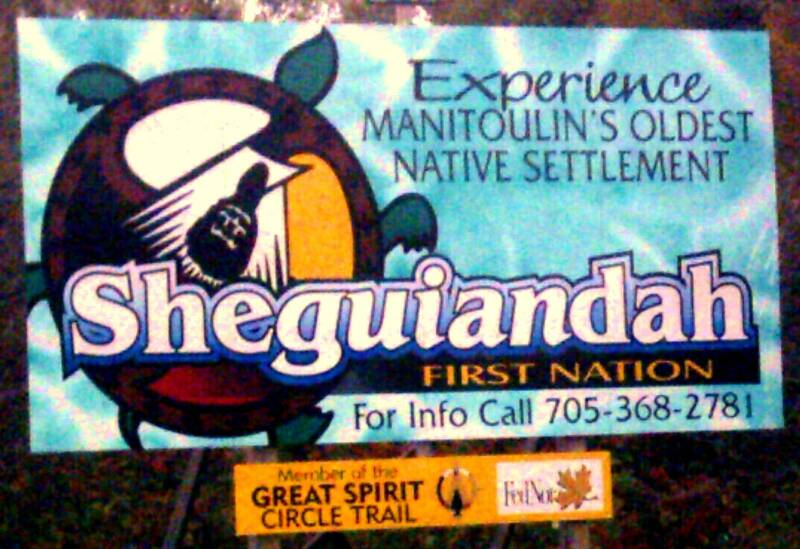 Experience
MANITOULIN'S OLDEST
NATIVE SETTLEMENT
Sheguiandah
FIRST NATION
For Info Call 705-368-2781
Member of the
GREAT SPIRIT
CIRCLE TRAIL
FedNor